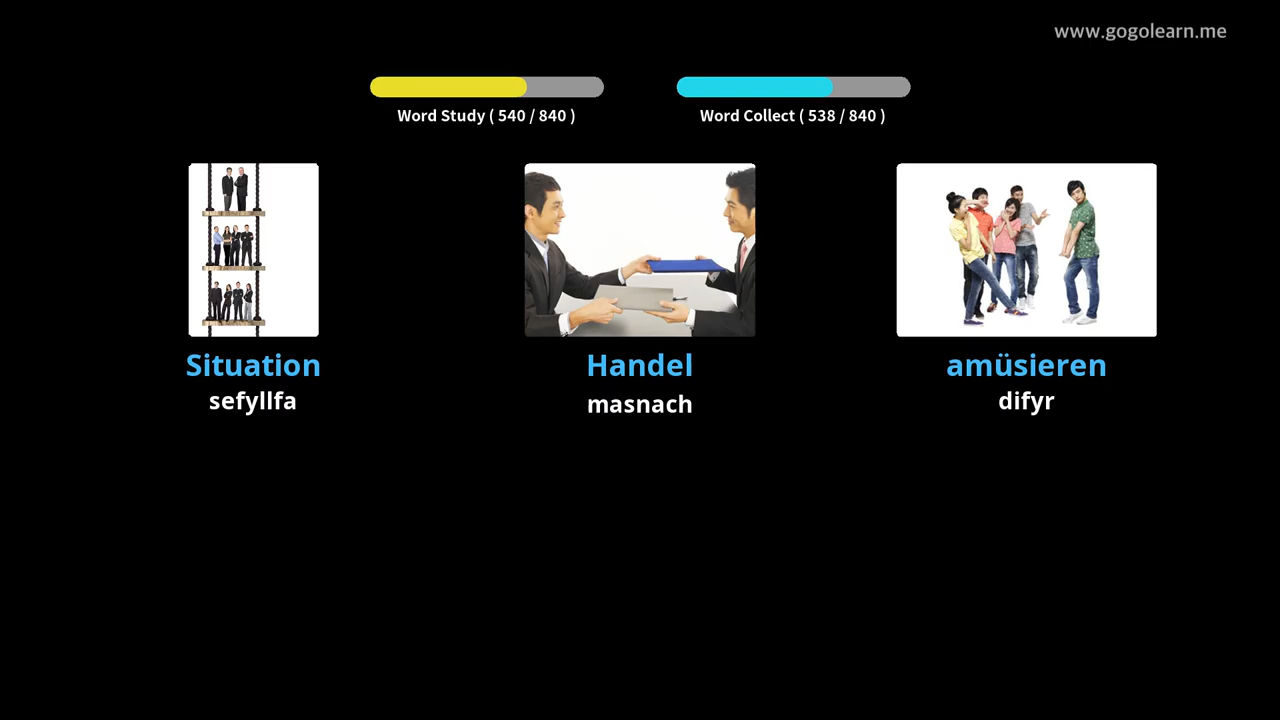 www.gogolearn.me
Word Study ( 540 / 840 )
Word Collect ( 538 / 840 )
Situation
sefyllfa
Handel
masnach
amüsieren
difyr